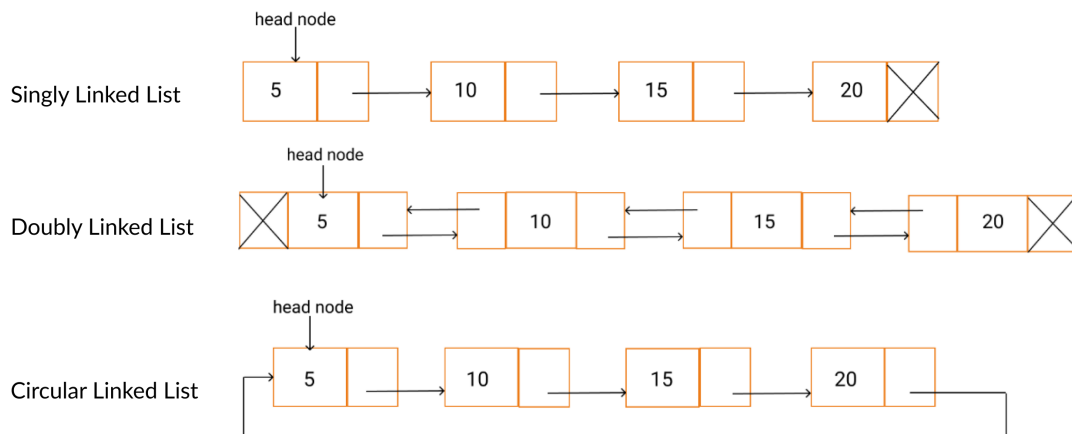 head node
Singly Linked List 5 10 15 20
head node
Doubly Linked List 5 10 15 20
head node
Circular Linked List 5 10 15 20